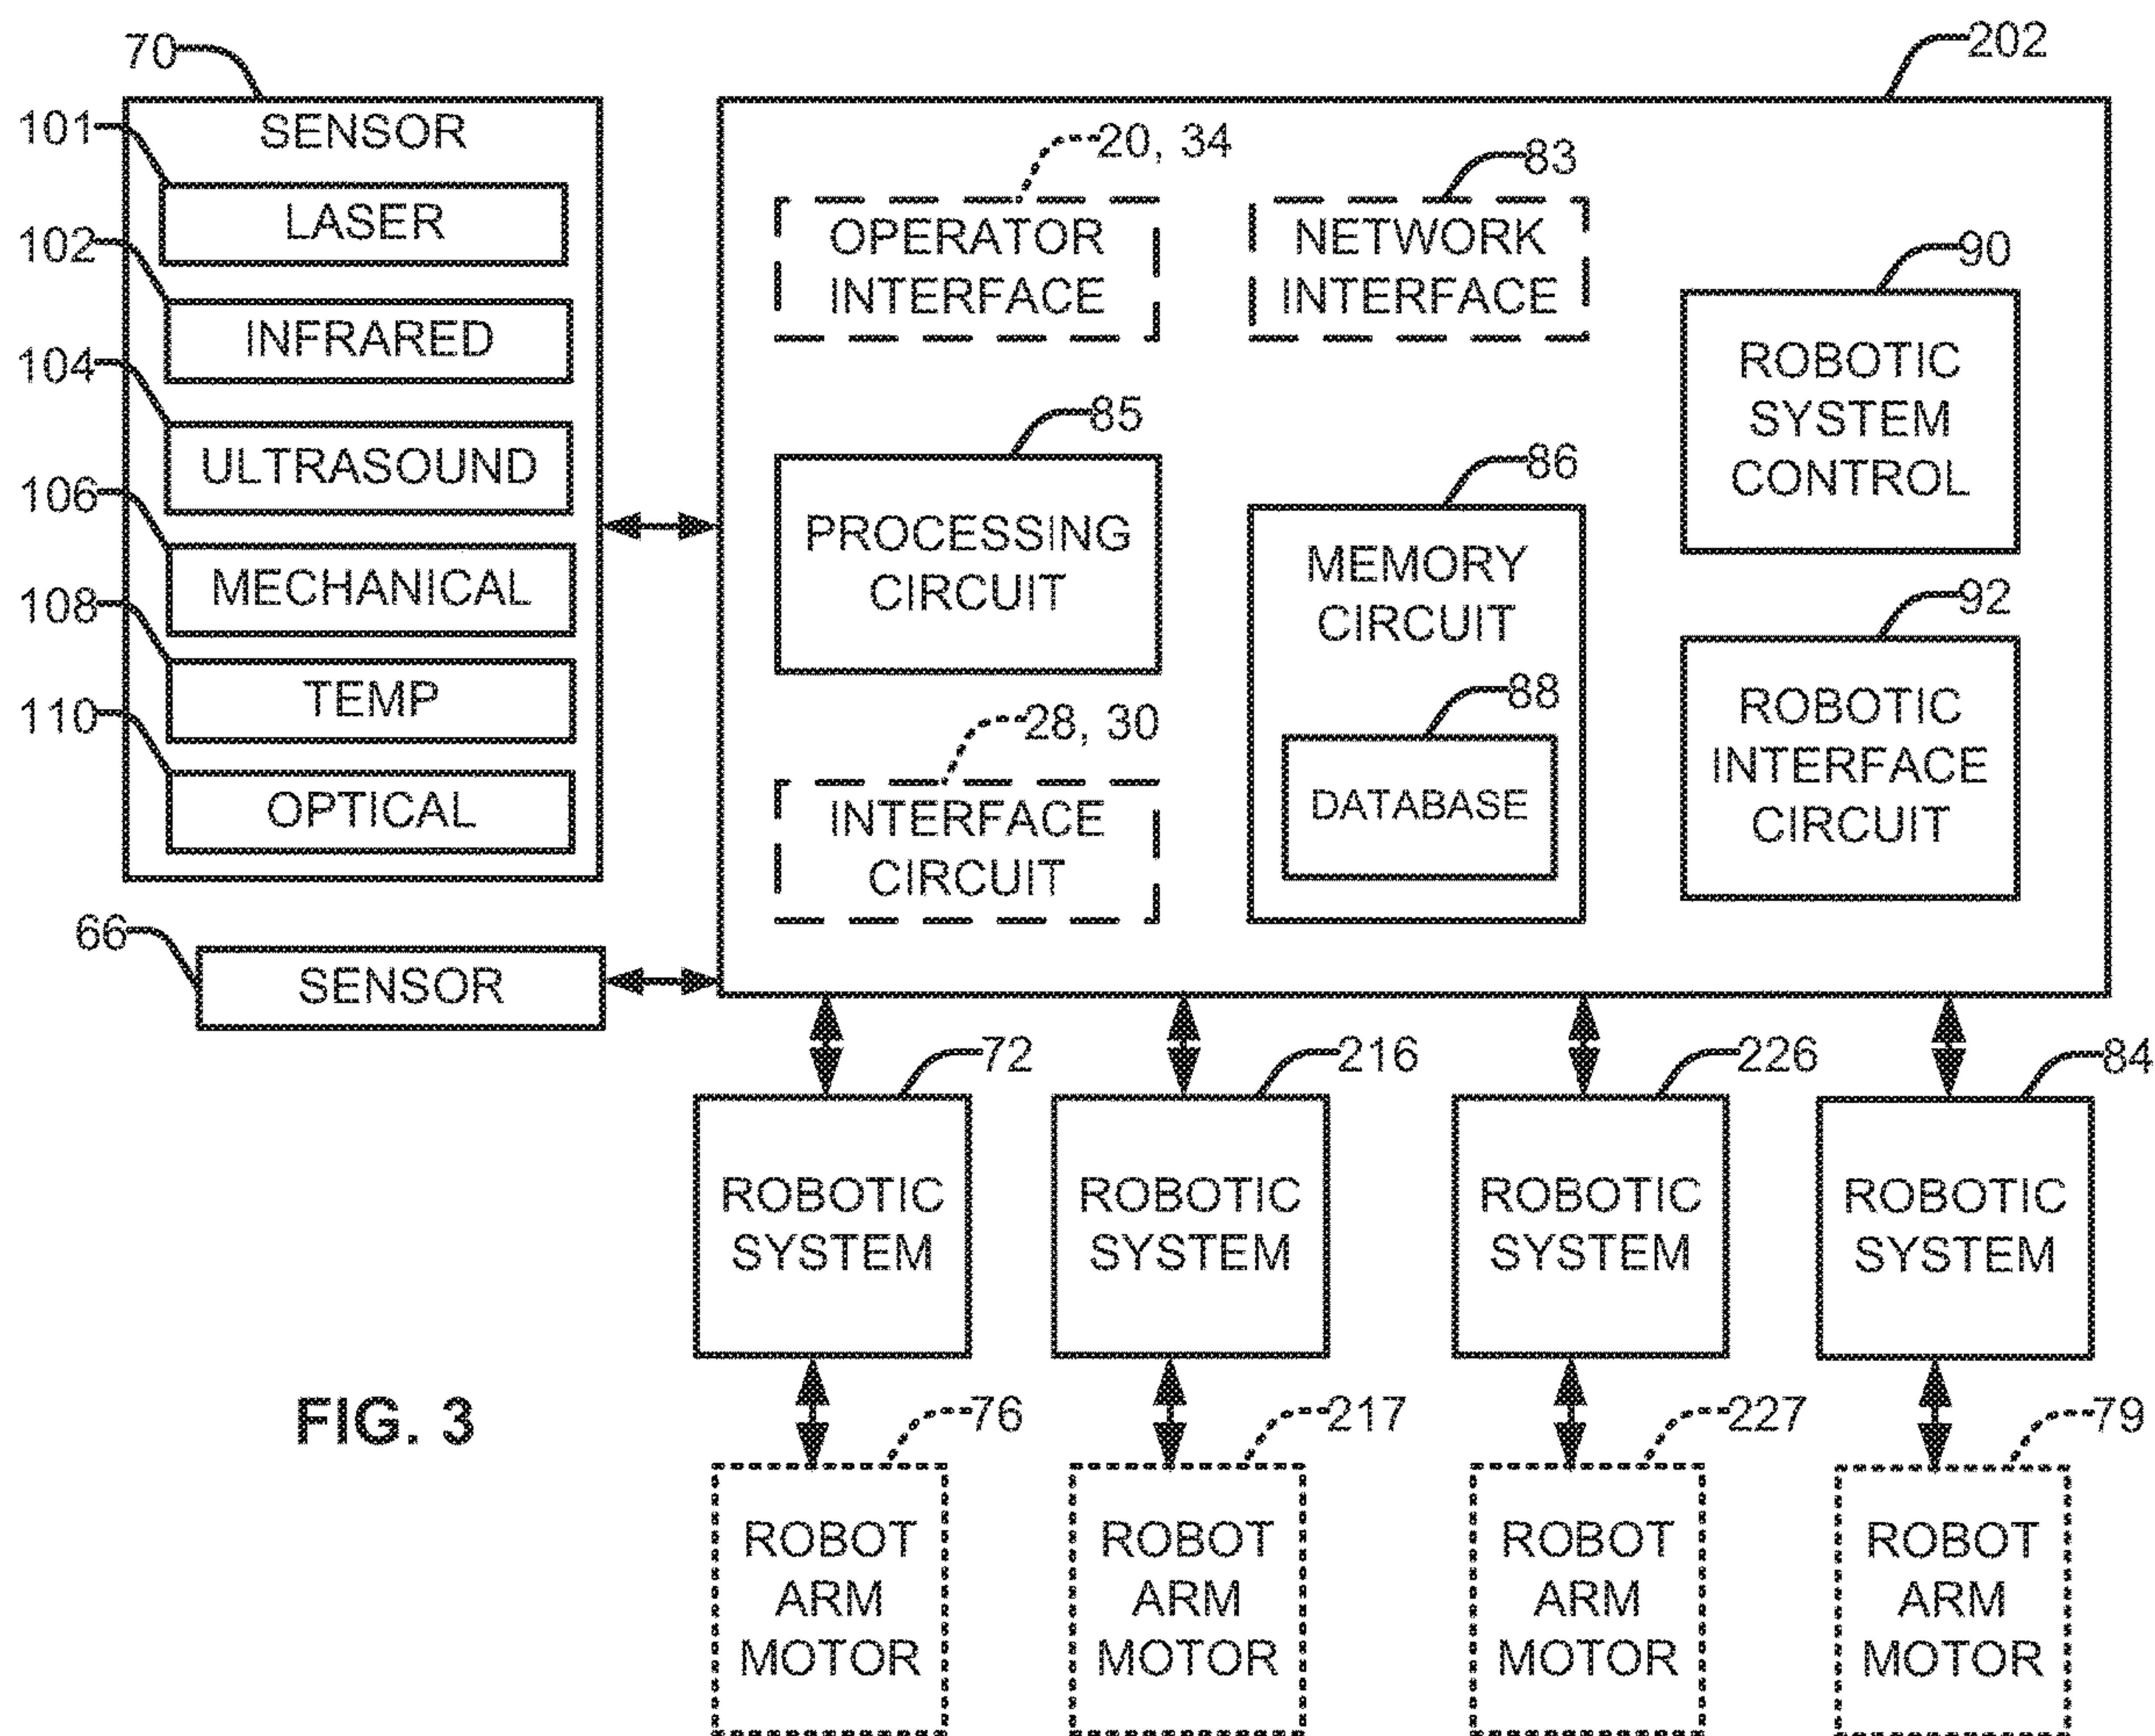 70
SENSOR
101
LASER
102
INFRARED
104
ULTRASOUND
106
MECHANICAL
108
TEMP
110
OPTICAL
66
SENSOR
202
20, 34
OPERATOR
INTERFACE
83
NETWORK
INTERFACE
90
ROBOTIC
SYSTEM
CONTROL
85
PROCESSING
CIRCUIT
86
MEMORY
CIRCUIT
88
DATABASE
92
ROBOTIC
INTERFACE
CIRCUIT
28, 30
INTERFACE
CIRCUIT
72
ROBOTIC
SYSTEM
216
ROBOTIC
SYSTEM
226
ROBOTIC
SYSTEM
84
ROBOTIC
SYSTEM
76
ROBOT
ARM
MOTOR
217
ROBOT
ARM
MOTOR
227
ROBOT
ARM
MOTOR
79
ROBOT
ARM
MOTOR
FIG. 3